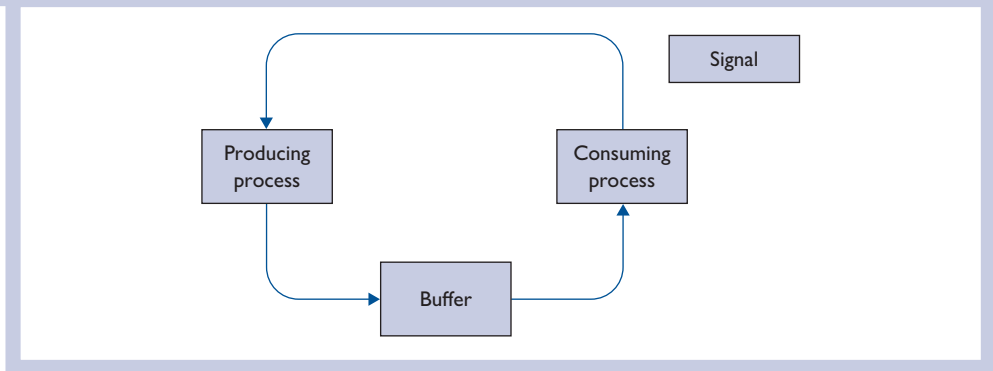 Signal
Producing
process
Consuming
process
Buffer